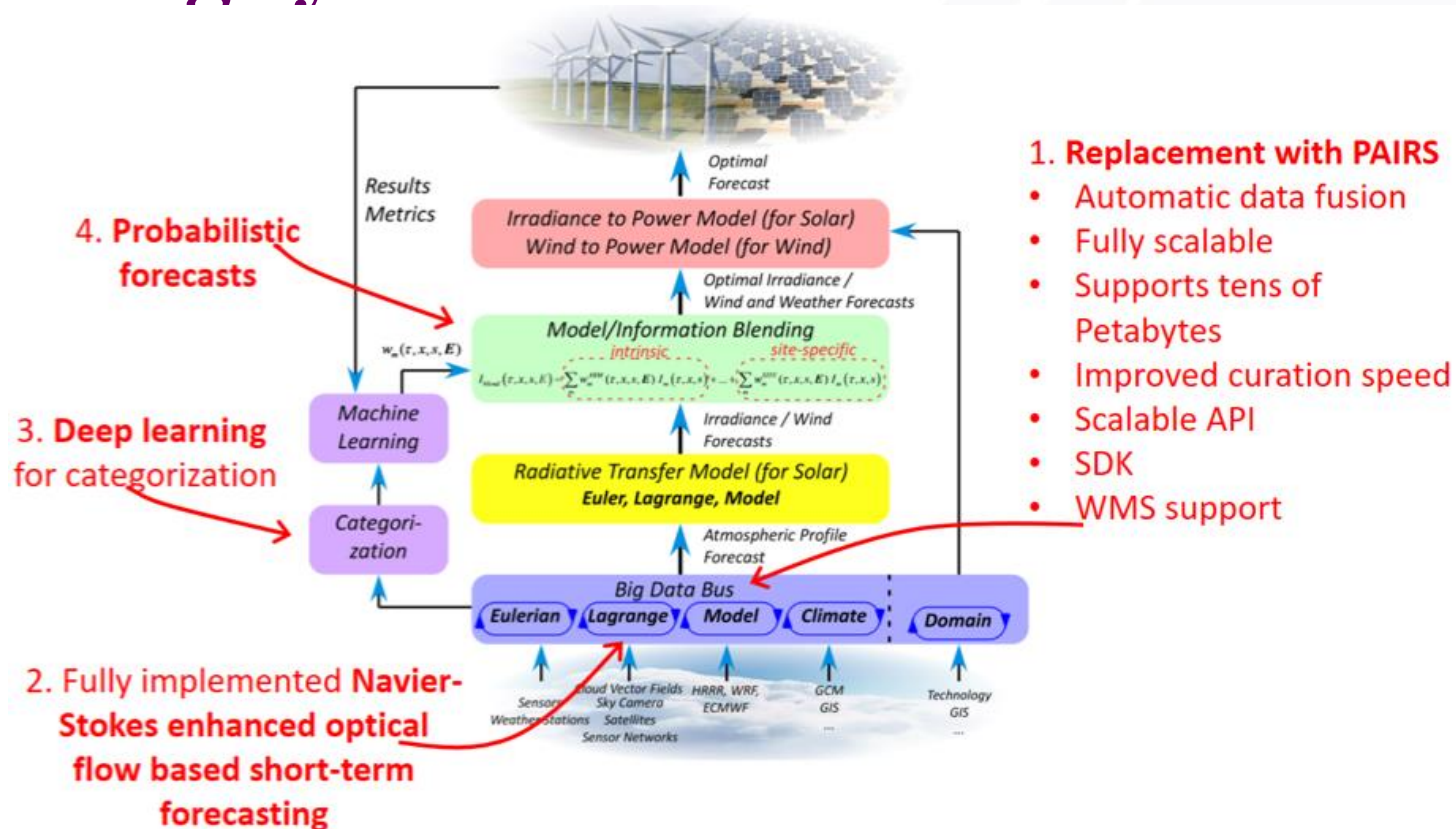 Optimal
Forecast
Results
Metrics
Irradiance to Power Model (for Solar)
Wind to Power Model (for Wind)
Optimal Irradiance /
Wind and Weather Forecasts
4. Probabilistic
forecasts
Model/Information Blending
intrinsic
site-specific
Machine
Learning
Irradiance / Wind
Forecasts
3. Deep learning
for categorization
Radiative Transfer Model (for Solar)
Euler, Lagrange, Model
Categori-
zation
Atmospheric Profile
Forecast
Big Data Bus
Eulerian
Lagrange
Model
Climate
Domain
Sensors
Weather Stations
Cloud Vector Fields
Sky Camera
Satellites
Sensor Networks
HRRR, WRF,
ECMWF
GCM
GIS
...
Technology
GIS
...
2. Fully implemented Navier-
Stokes enhanced optical
flow based short-term
forecasting
1. Replacement with PAIRS
• Automatic data fusion
• Fully scalable
• Supports tens of
Petabytes
• Improved curation speed
• Scalable API
• SDK
• WMS support